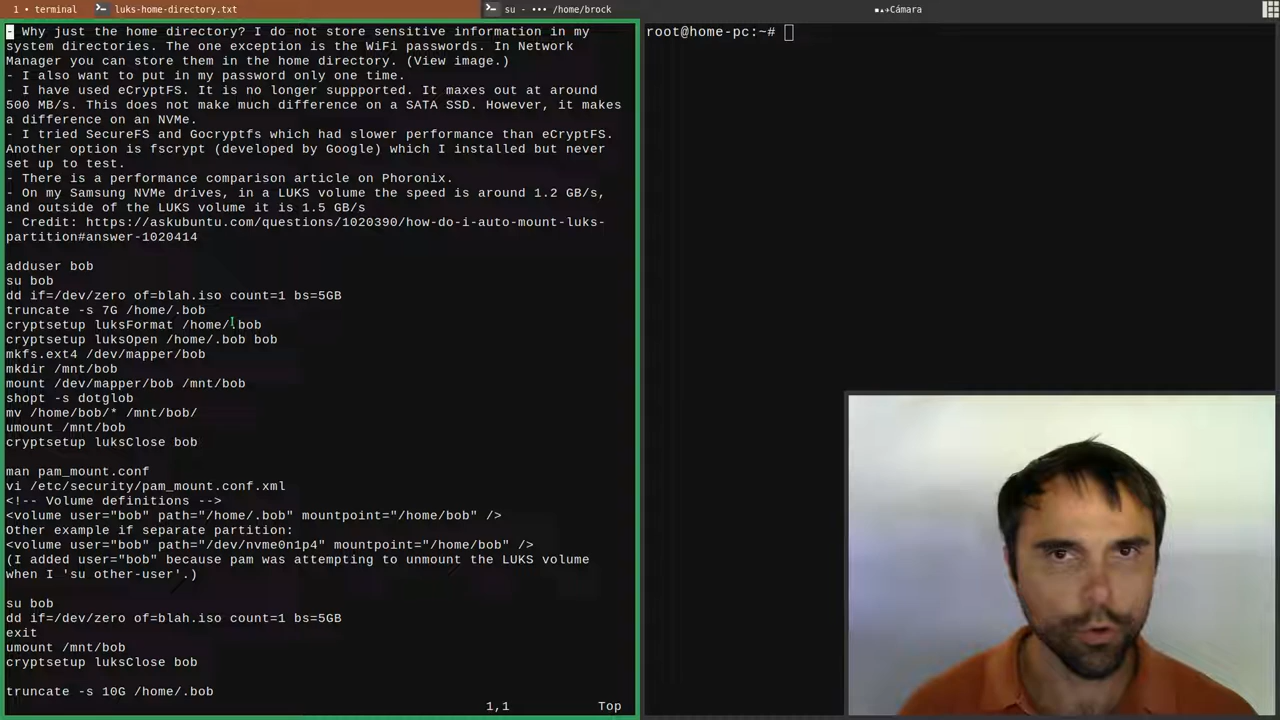 1 • terminal
luks-home-directory.txt
su - ••• /home/brock
Cámara
- Why just the home directory? I do not store sensitive information in my
system directories. The one exception is the WiFi passwords. In Network
Manager you can store them in the home directory. (View image.)
- I also want to put in my password only one time.
- I have used eCryptFS. It is no longer suppported. It maxes out at around
500 MB/s. This does not make much difference on a SATA SSD. However, it makes
a difference on an NVMe.
- I tried SecureFS and Gocryptfs which had slower performance than eCryptFS.
Another option is fscrypt (developed by Google) which I installed but never
set up to test.
- There is a performance comparison article on Phoronix.
- On my Samsung NVMe drives, in a LUKS volume the speed is around 1.2 GB/s,
and outside of the LUKS volume it is 1.5 GB/s
- Credit: https://askubuntu.com/questions/1020390/how-do-i-auto-mount-luks-
partition#answer-1020414
adduser bob
su bob
dd if=/dev/zero of=blah.iso count=1 bs=5GB
truncate -s 7G /home/.bob
cryptsetup luksFormat /home/.bob
cryptsetup luksOpen /home/.bob bob
mkfs.ext4 /dev/mapper/bob
mkdir /mnt/bob
mount /dev/mapper/bob /mnt/bob
shopt -s dotglob
mv /home/bob/* /mnt/bob/
umount /mnt/bob
cryptsetup luksClose bob
man pam_mount.conf
vi /etc/security/pam_mount.conf.xml
<!-- Volume definitions -->
<volume user="bob" path="/home/.bob" mountpoint="/home/bob" />
Other example if separate partition:
<volume user="bob" path="/dev/nvme0n1p4" mountpoint="/home/bob" />
(I added user="bob" because pam was attempting to unmount the LUKS volume
when I 'su other-user'.)
su bob
dd if=/dev/zero of=blah.iso count=1 bs=5GB
exit
umount /mnt/bob
cryptsetup luksClose bob
truncate -s 10G /home/.bob
1,1 Top
root@home-pc:~#